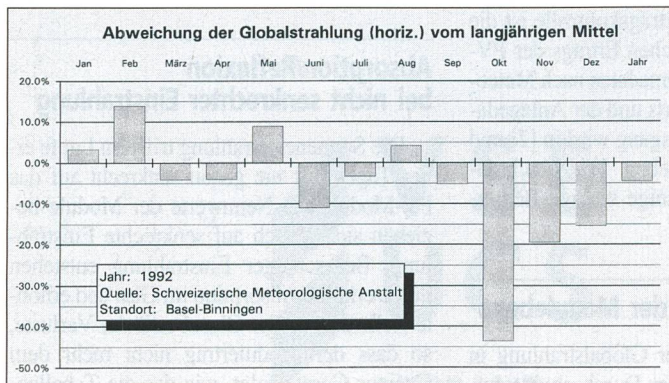 Abweichung der Globalstrahlung (horiz.) vom langjährigen Mittel
Jan Feb März Apr Mai Juni Juli Aug Sep Okt Nov Dez Jahr
20.0%
10.0%
0.0%
-10.0%
-20.0%
-30.0%
-40.0%
-50.0%
Jahr: 1992
Quelle: Schweizerische Meteorologische Anstalt
Standort: Basel-Binningen